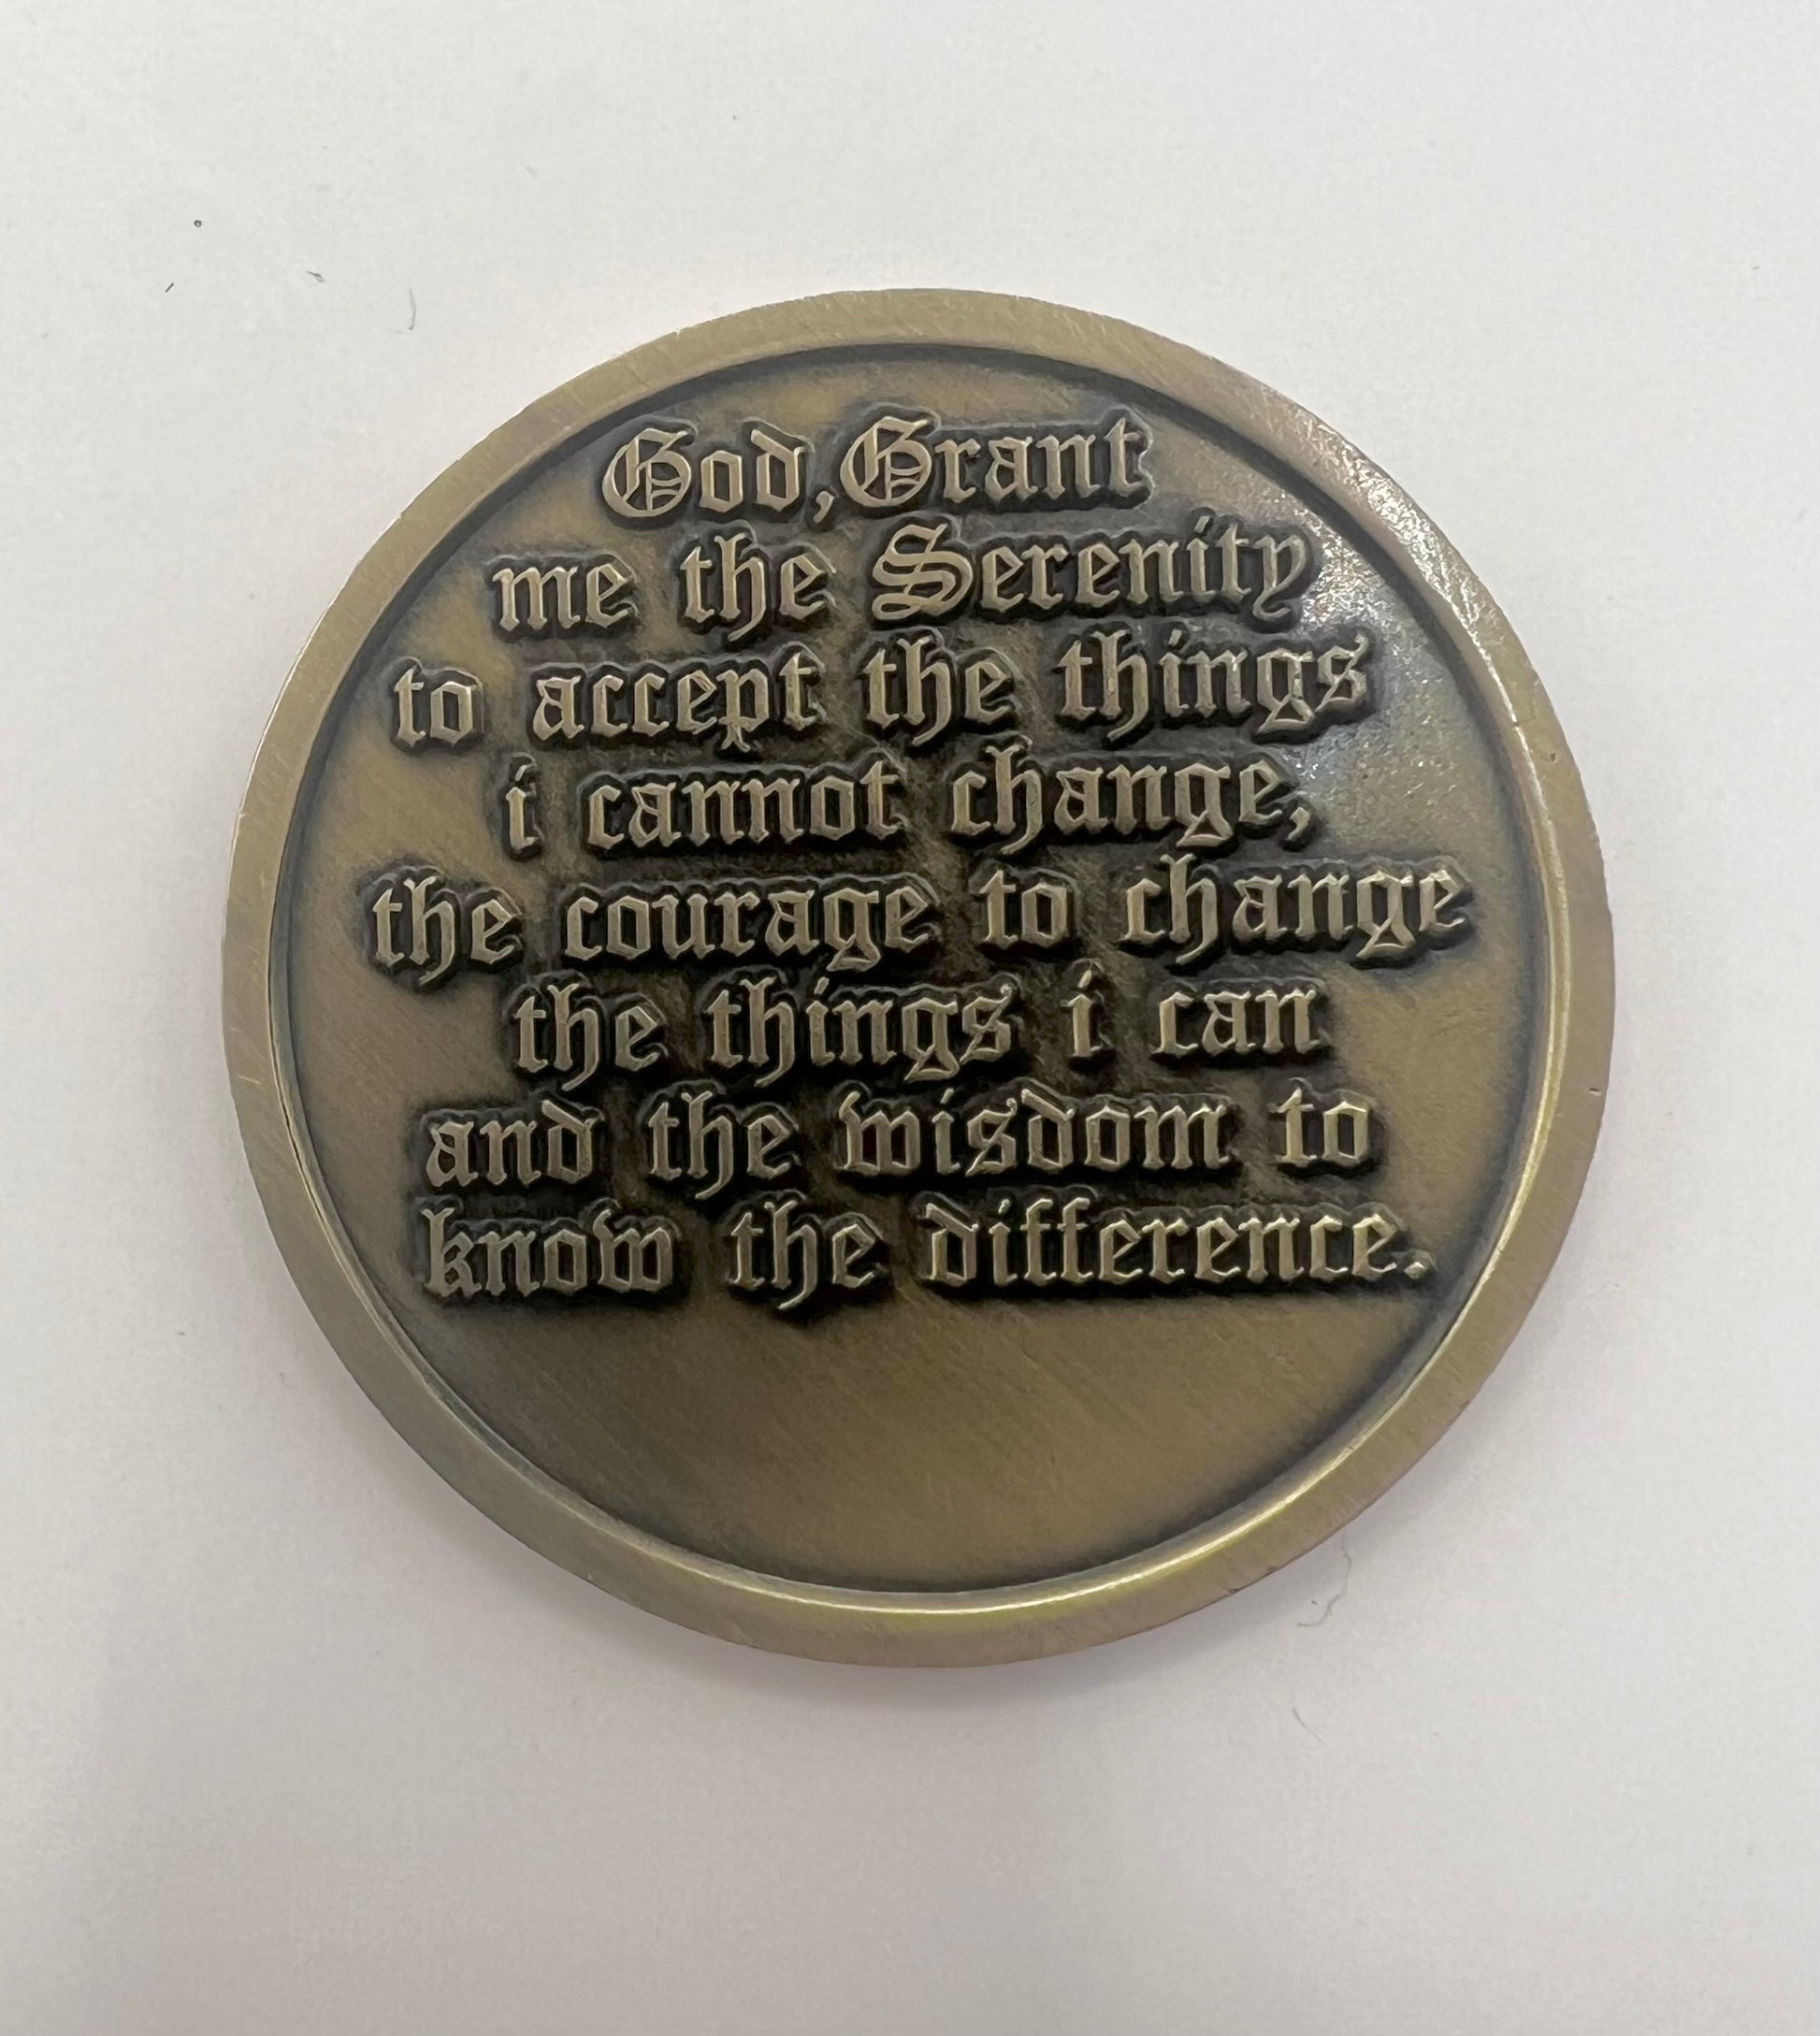 God, Grant
me the Serenity
to accept the things
i cannot change,
the courage to change
the things i can
and the wisdom to
know the difference.